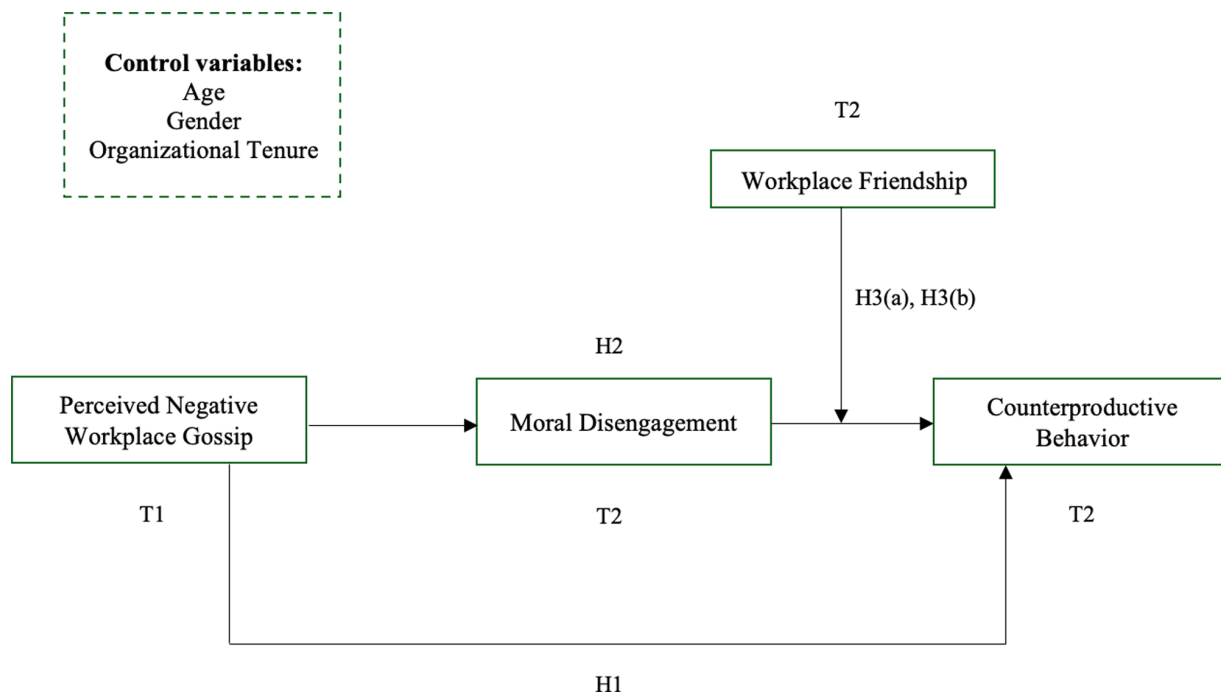 Control variables:
Age
Gender
Organizational Tenure
T2
Workplace Friendship
H3(a), H3(b)
H2
Perceived Negative
Workplace Gossip
Moral Disengagement
Counterproductive
Behavior
T1
T2
T2
H1